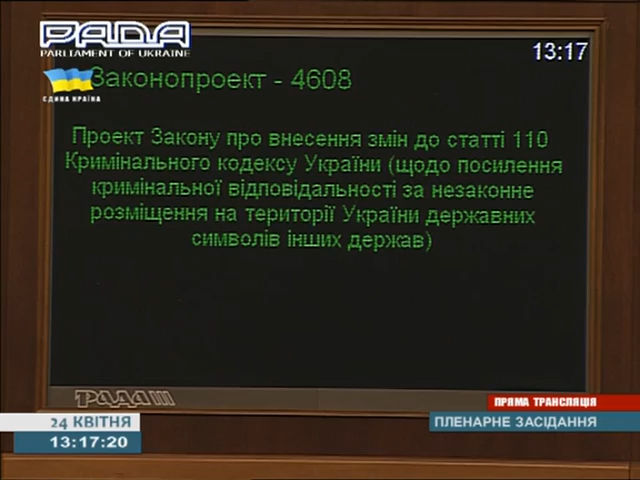 РАДА
PARLIAMENT OF UKRAINE
ЄДИНА КРАЇНА
13:17
Законопроект - 4608
Проект Закону про внесення змін до статті 110
Кримінального кодексу України (щодо посилення
кримінальної відповідальності за незаконне
розміщення на території України державних
символів інших держав)
РАДА
ПРЯМА ТРАНСЛЯЦІЯ
24 КВІТНЯ
ПЛЕНАРНЕ ЗАСІДАННЯ
13:17:20